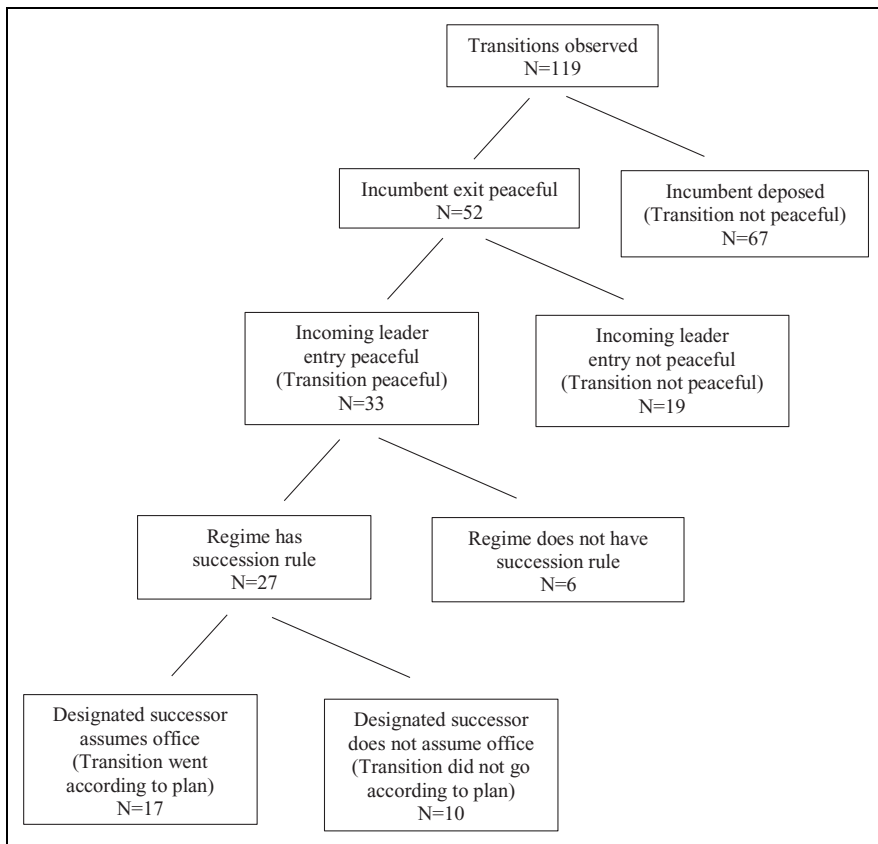 Transitions observed
N=119
Incumbent exit peaceful
N=52
Incumbent deposed
(Transition not peaceful)
N=67
Incoming leader
entry peaceful
(Transition peaceful)
N=33
Incoming leader
entry not peaceful
(Transition not peaceful)
N=19
Regime has
succession rule
N=27
Regime does not have
succession rule
N=6
Designated successor
assumes office
(Transition went
according to plan)
N=17
Designated successor
does not assume office
(Transition did not go
according to plan)
N=10